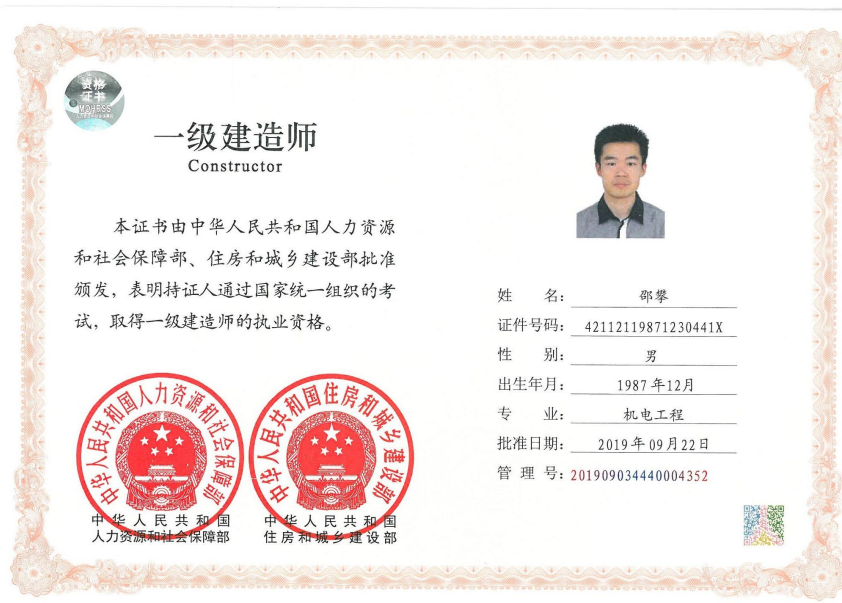 资格
证书
MOHRSS
一级建造师
Constructor
本证书由中华人民共和国人力资源
和社会保障部、住房和城乡建设部批准
颁发，表明持证人通过国家统一组织的考
试，取得一级建造师的执业资格。
中华人民共和国人力资源和社会保障部
中华人民共和国住房和城乡建设部
中华人民共和国
人力资源和社会保障部
中华人民共和国
住房和城乡建设部
姓 名：邵攀
证件号码：42112119871230441X
性 别：男
出生年月：1987年12月
专 业：机电工程
批准日期：2019年09月22日
管 理 号：201909034440004352